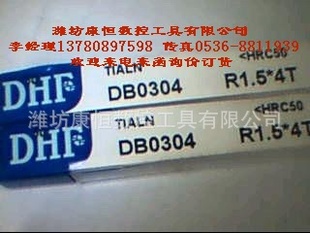 潍坊康恒数控工具有限公司
李经理13780897598 传真0536-8811939
欢迎来电来函询价订货
<HRC50
DHF TIALN
DB0304 R1.5*4T
<HRC50
DHF TIALN
DB0304 R1.5*4T
潍坊康恒数控工具有限公司